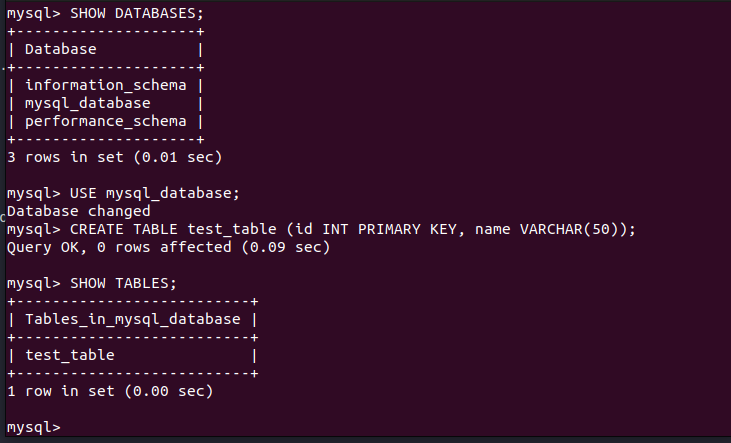 mysql> SHOW DATABASES;
+--------------------+
| Database           |
+--------------------+
| information_schema |
| mysql_database     |
| performance_schema |
+--------------------+
3 rows in set (0.01 sec)
mysql> USE mysql_database;
Database changed
mysql> CREATE TABLE test_table (id INT PRIMARY KEY, name VARCHAR(50));
Query OK, 0 rows affected (0.09 sec)
mysql> SHOW TABLES;
+--------------------------+
| Tables_in_mysql_database |
+--------------------------+
| test_table               |
+--------------------------+
1 row in set (0.00 sec)
mysql>